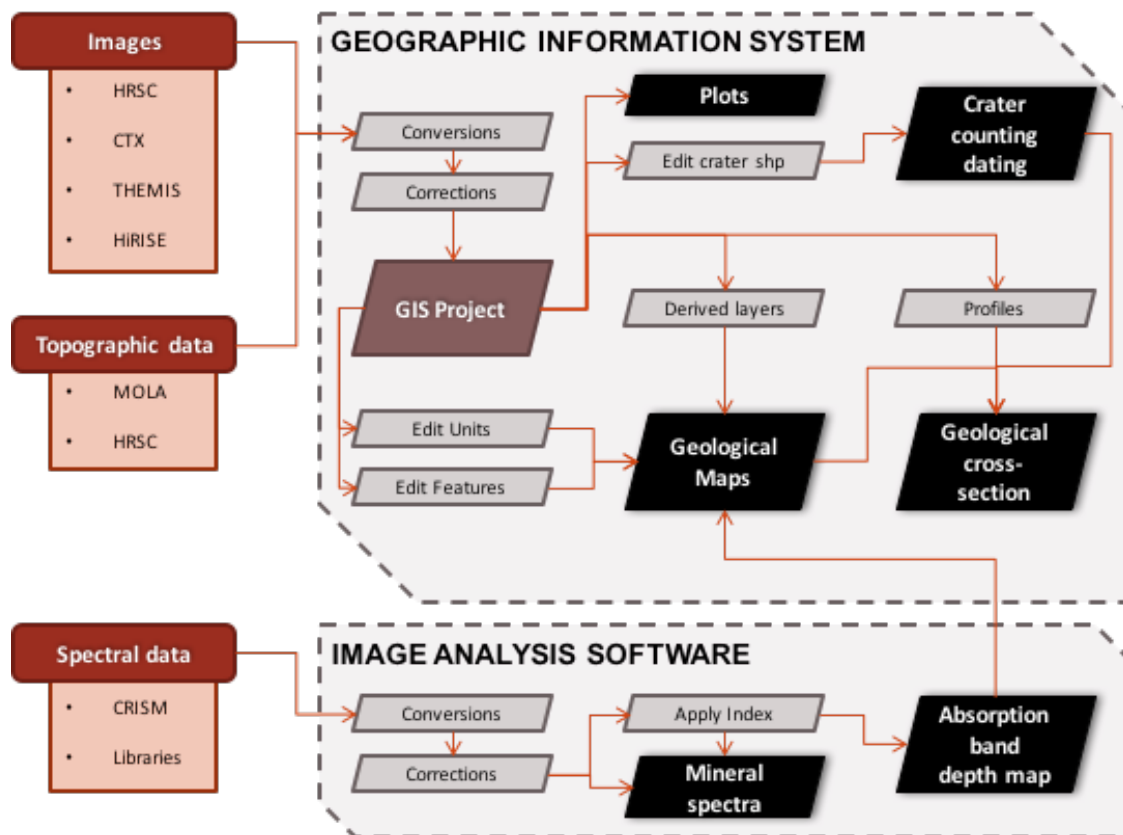 Images
• HRSC
• CTX
• THEMIS
• HiRISE
Topographic data
• MOLA
• HRSC
GEOGRAPHIC INFORMATION SYSTEM
Conversions
Corrections
GIS Project
Plots
Edit crater shp
Crater
counting
dating
Derived layers
Profiles
Edit Units
Edit Features
Geological
Maps
Geological
cross-
section
Spectral data
• CRISM
• Libraries
IMAGE ANALYSIS SOFTWARE
Conversions
Corrections
Apply Index
Mineral
spectra
Absorption
band
depth map